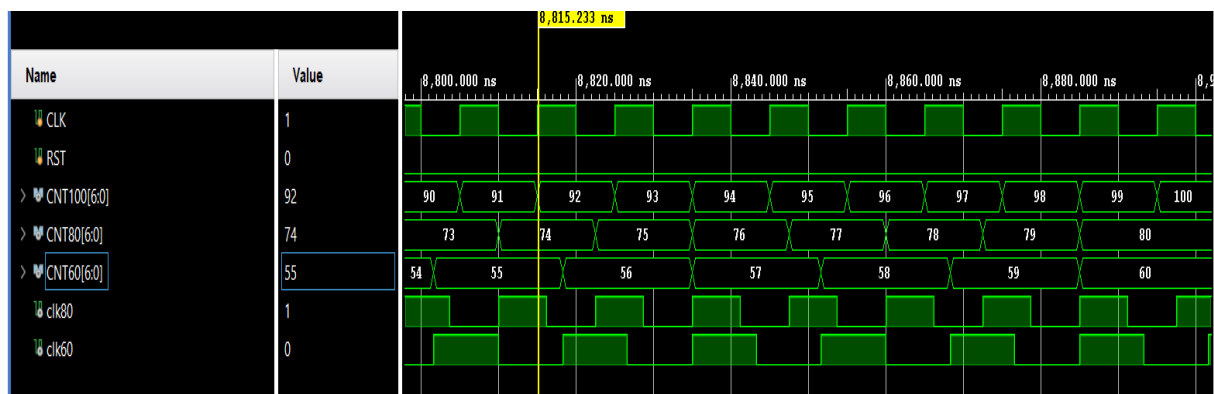 8,815.233 ns
Name Value
8,800.000 ns 8,820.000 ns 8,840.000 ns 8,860.000 ns 8,880.000 ns 8,9
CLK 1
RST 0
CNT100[6:0] 92 90 91 92 93 94 95 96 97 98 99 100
CNT80[6:0] 74 73 74 75 76 77 78 79 80
CNT60[6:0] 55 54 55 56 57 58 59 60
clk80 1
clk60 0